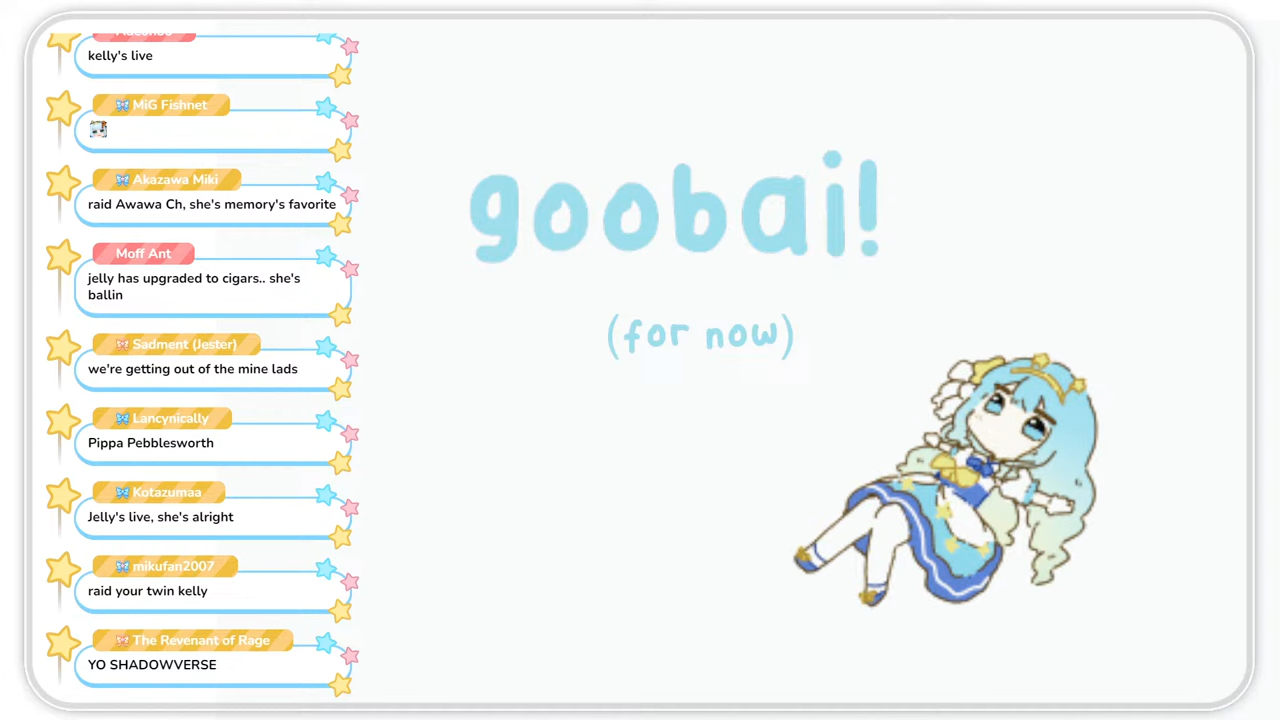 kelly's live
MiG Fishnet
Akazawa Miki
raid Awawa Ch, she's memory's favorite
Moff Ant
jelly has upgraded to cigars.. she's
ballin
Sadment (Jester)
we're getting out of the mine lads
Lancynically
Pippa Pebblesworth
Kotazumaa
Jelly's live, she's alright
mikufan2007
raid your twin kelly
The Revenant of Rage
YO SHADOWVERSE
goobai!
(for now)